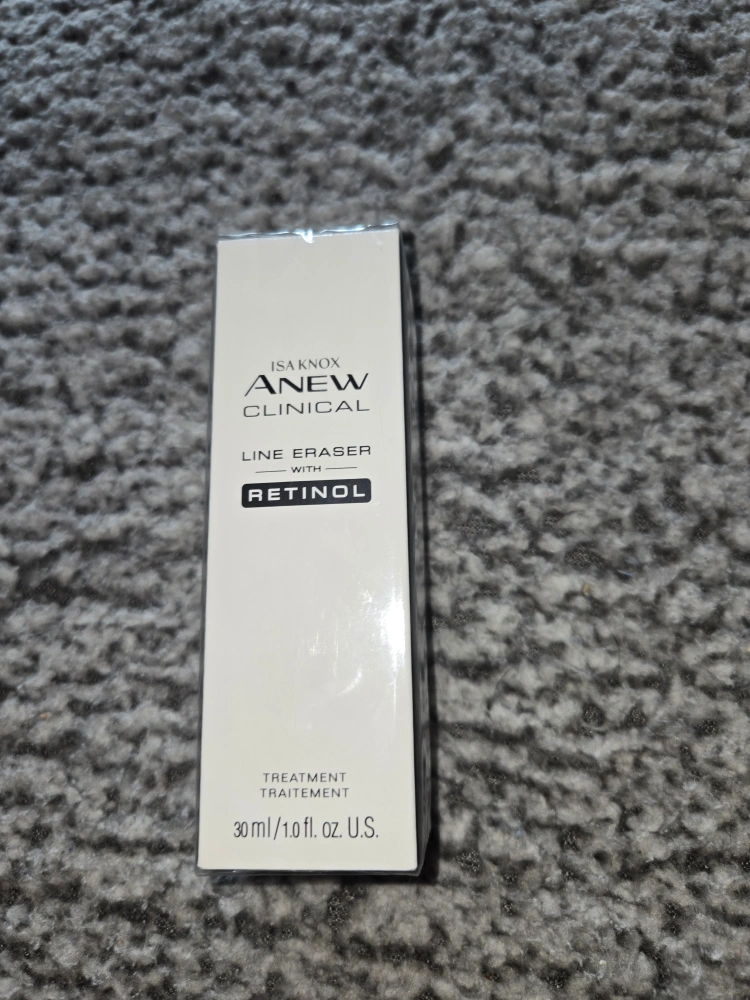 ISA KNOX
ANEW
CLINICAL
LINE ERASER
WITH
RETINOL
TREATMENT
TRAITEMENT
30 ml/1.0 fl. oz. U.S.